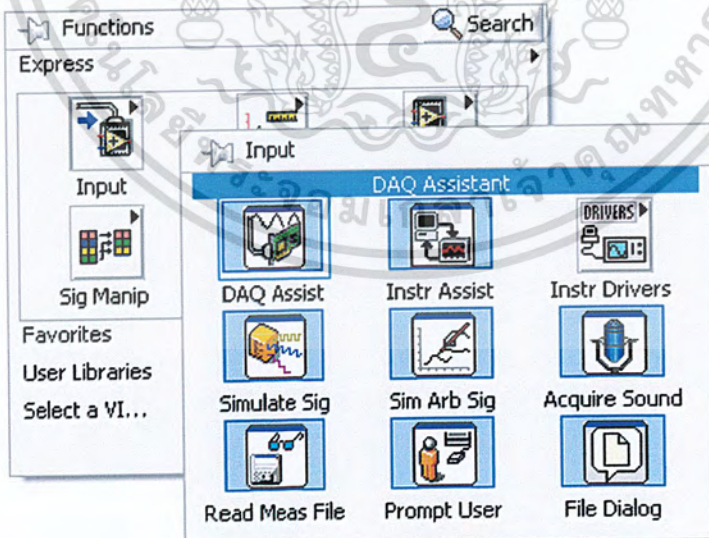 Functions
Search
Express
Input
Input
DAQ Assistant
DRIVERS
Sig Manip
DAQ Assist
Instr Assist
Instr Drivers
Favorites
User Libraries
Select a VI...
Simulate Sig
Sim Arb Sig
Acquire Sound
Read Meas File
Prompt User
File Dialog